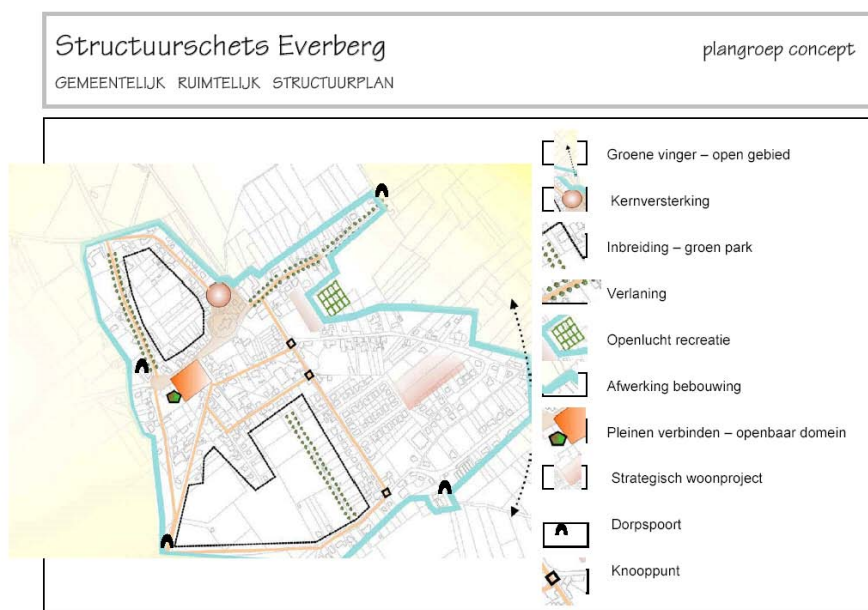 Structuurschets Everberg
plangroep concept
GEMEENTELIJK RUIMTELIJK STRUCTUURPLAN
Groene vinger – open gebied
Kernversterking
Inbreiding – groen park
Verlaning
Openlucht recreatie
Afwerking bebouwing
Pleinen verbinden – openbaar domein
Strategisch woonproject
Dorpspoort
Knooppunt